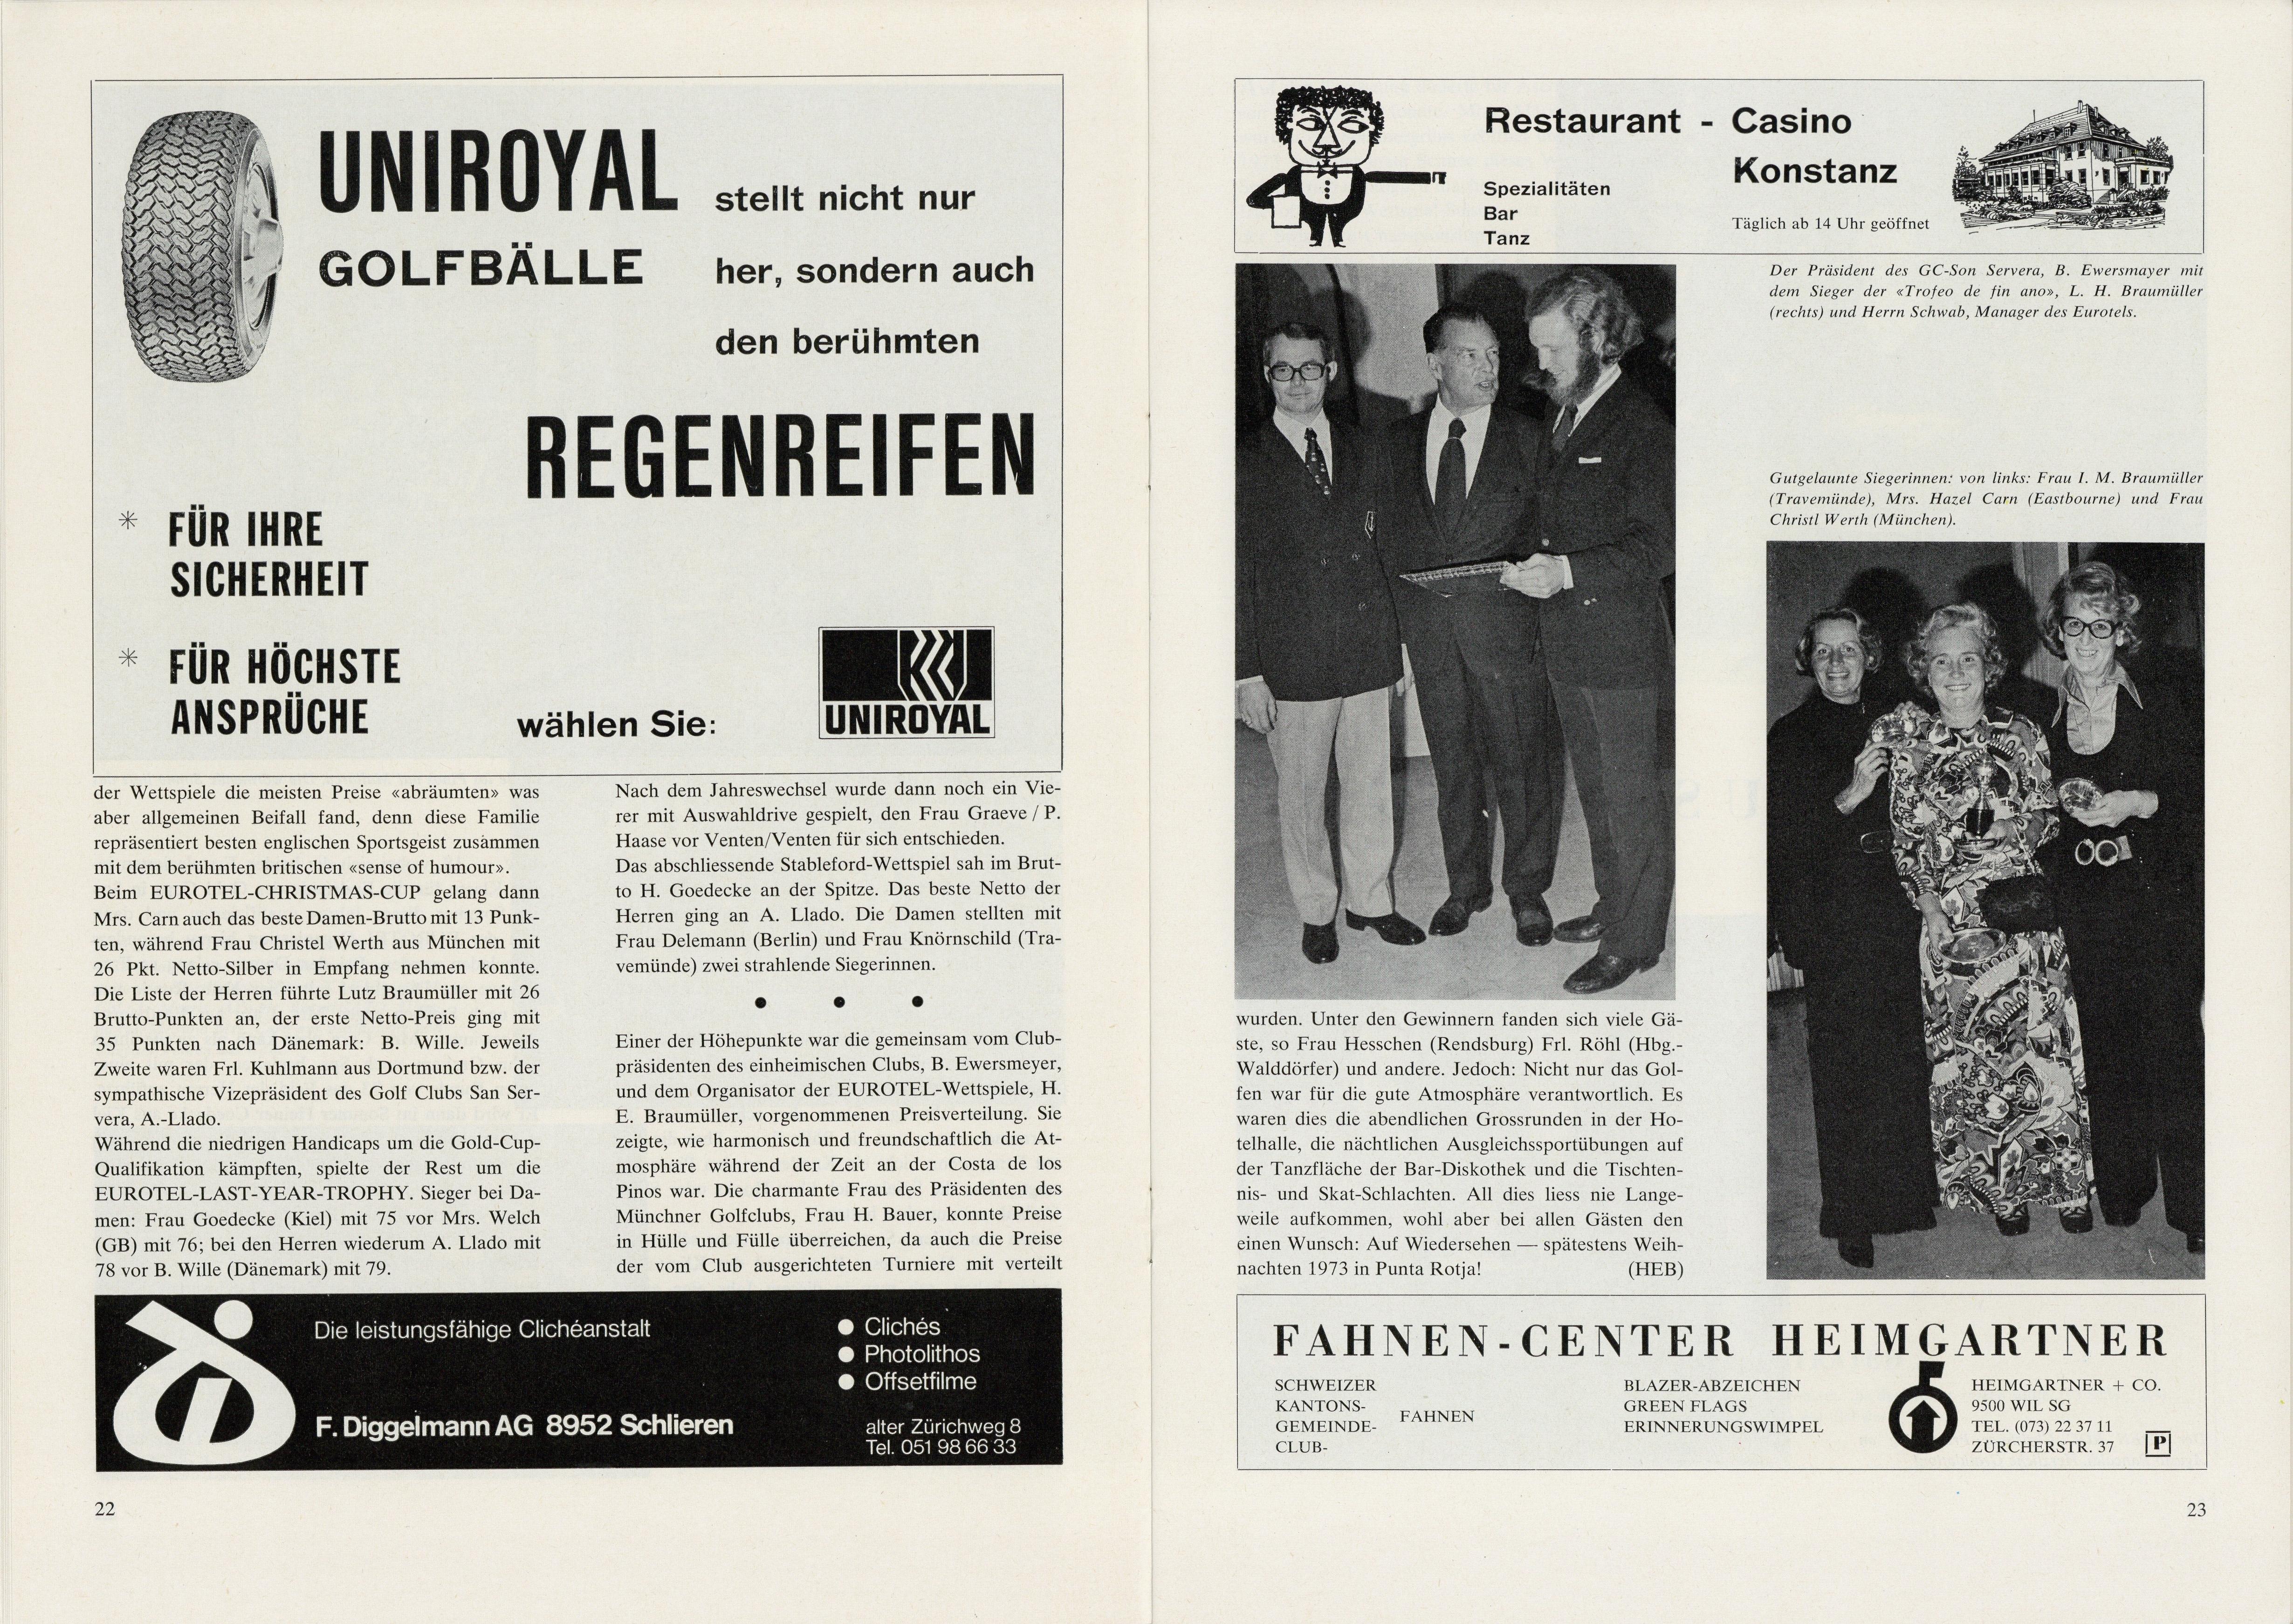 UNIROYAL
GOLFBÄLLE
stellt nicht nur
her, sondern auch
den berühmten
REGENREIFEN
* FÜR IHRE
SICHERHEIT
* FÜR HÖCHSTE
ANSPRÜCHE
wählen Sie:
UNIROYAL
der Wettspiele die meisten Preise «abräumten» was
aber allgemeinen Beifall fand, denn diese Familie
repräsentiert besten englischen Sportsgeist zusammen
mit dem berühmten britischen «sense of humour».
Beim EUROTEL-CHRISTMAS-CUP gelang dann
Mrs. Carn auch das beste Damen-Brutto mit 13 Punk-
ten, während Frau Christel Werth aus München mit
26 Pkt. Netto-Silber in Empfang nehmen konnte.
Die Liste der Herren führte Lutz Braumüller mit 26
Brutto-Punkten an, der erste Netto-Preis ging mit
35 Punkten nach Dänemark: B. Wille. Jeweils
Zweite waren Frl. Kuhlmann aus Dortmund bzw. der
sympathische Vizepräsident des Golf Clubs San Ser-
vera, A.-Llado.
Während die niedrigen Handicaps um die Gold-Cup-
Qualifikation kämpften, spielte der Rest um die
EUROTEL-LAST-YEAR-TROPHY. Sieger bei Da-
men: Frau Goedecke (Kiel) mit 75 vor Mrs. Welch
(GB) mit 76; bei den Herren wiederum A. Llado mit
78 vor B. Wille (Dänemark) mit 79.
Nach dem Jahreswechsel wurde dann noch ein Vie-
rer mit Auswahldrive gespielt, den Frau Graeve / P.
Haase vor Venten/Venten für sich entschieden.
Das abschliessende Stableford-Wettspiel sah im Brut-
to H. Goedecke an der Spitze. Das beste Netto der
Herren ging an A. Llado. Die Damen stellten mit
Frau Delemann (Berlin) und Frau Knörnschild (Tra-
vemünde) zwei strahlende Siegerinnen.
● ● ●
Einer der Höhepunkte war die gemeinsam vom Club-
präsidenten des einheimischen Clubs, B. Ewersmeyer,
und dem Organisator der EUROTEL-Wettspiele, H.
E. Braumüller, vorgenommenen Preisverteilung. Sie
zeigte, wie harmonisch und freundschaftlich die At-
mosphäre während der Zeit an der Costa de los
Pinos war. Die charmante Frau des Präsidenten des
Münchner Golfclubs, Frau H. Bauer, konnte Preise
in Hülle und Fülle überreichen, da auch die Preise
der vom Club ausgerichteten Turniere mit verteilt
Die leistungsfähige Clichéanstalt
● Clichés
● Photolithos
● Offsetfilme
F. Diggelmann AG 8952 Schlieren
alter Zürichweg 8
Tel. 051 98 66 33
22
Restaurant - Casino
Konstanz
Spezialitäten
Bar
Tanz
Täglich ab 14 Uhr geöffnet
Der Präsident des GC-Son Servera, B. Ewersmayer mit
dem Sieger der «Trofeo de fin ano», L. H. Braumüller
(rechts) und Herrn Schwab, Manager des Eurotels.
Gutgelaunte Siegerinnen: von links: Frau I. M. Braumüller
(Travemünde), Mrs. Hazel Carn (Eastbourne) und Frau
Christl Werth (München).
wurden. Unter den Gewinnern fanden sich viele Gä-
ste, so Frau Hesschen (Rendsburg) Frl. Röhl (Hbg.-
Walddörfer) und andere. Jedoch: Nicht nur das Gol-
fen war für die gute Atmosphäre verantwortlich. Es
waren dies die abendlichen Grossrunden in der Ho-
telhalle, die nächtlichen Ausgleichssportübungen auf
der Tanzfläche der Bar-Diskothek und die Tischten-
nis- und Skat-Schlachten. All dies liess nie Lange-
weile aufkommen, wohl aber bei allen Gästen den
einen Wunsch: Auf Wiedersehen — spätestens Weih-
nachten 1973 in Punta Rotja! (HEB)
FAHNEN-CENTER HEIMGARTNER
SCHWEIZER
KANTONS-
GEMEINDE-
CLUB-
FAHNEN
BLAZER-ABZEICHEN
GREEN FLAGS
ERINNERUNGSWIMPEL
HEIMGARTNER + CO.
9500 WIL SG
TEL. (073) 22 37 11
ZÜRCHERSTR. 37
P
23